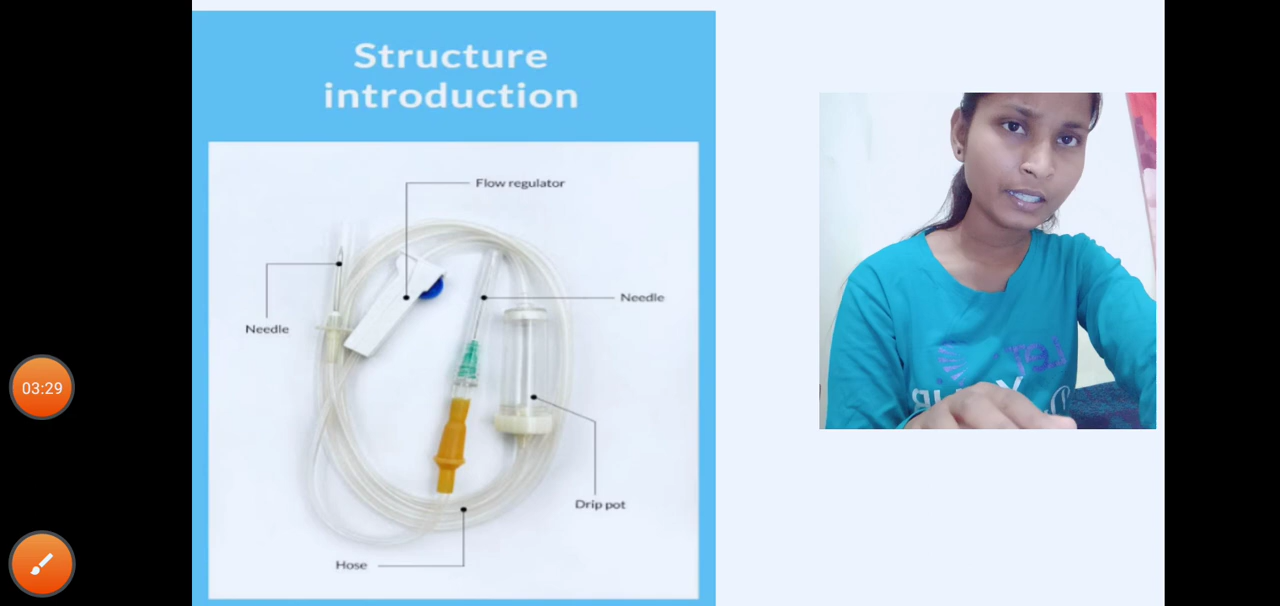 Structure
introduction
Flow regulator
Needle
Needle
Drip pot
Hose
03:29